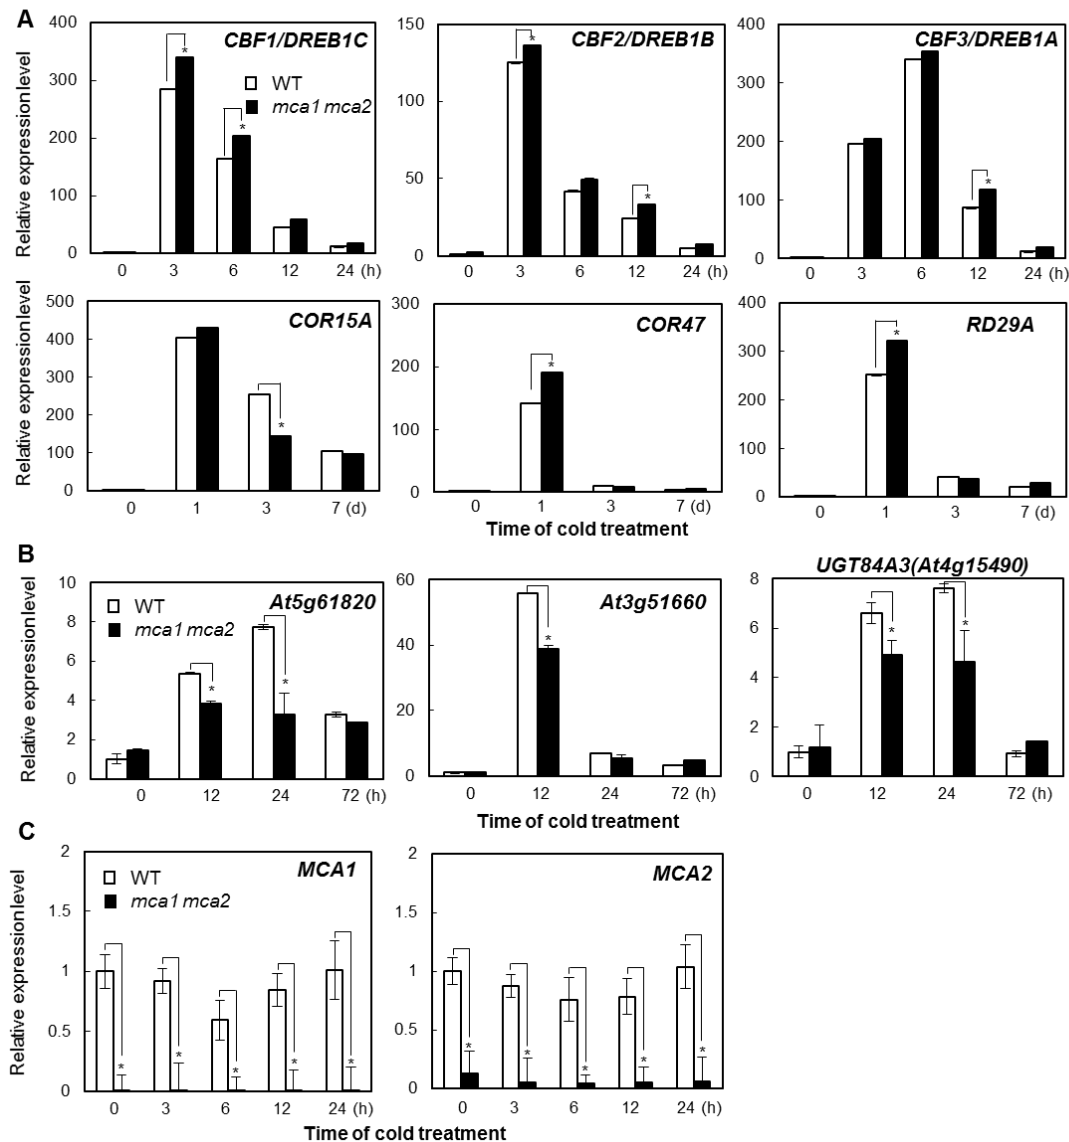 A
CBF1/DREB1C
CBF2/DREB1B
CBF3/DREB1A
Relative expression level
400
300
200
100
0
WT
mca1 mca2
*
*
0 3 6 12 24 (h)
150
100
50
0
*
*
0 3 6 12 24 (h)
400
300
200
100
0
*
0 3 6 12 24 (h)
COR15A
COR47
RD29A
Relative expression level
500
400
300
200
100
0
*
0 1 3 7 (d)
300
200
100
0
*
0 1 3 7 (d)
400
300
200
100
0
*
0 1 3 7 (d)
Time of cold treatment
B
At5g61820
At3g51660
UGT84A3(At4g15490)
Relative expression level
10
8
6
4
2
0
WT
mca1 mca2
*
*
0 12 24 72 (h)
60
40
20
0
*
0 12 24 72 (h)
8
6
4
2
0
*
*
0 12 24 72 (h)
Time of cold treatment
C
MCA1
MCA2
Relative expression level
2
1.5
1
0.5
0
WT
mca1 mca2
*
*
*
*
*
0 3 6 12 24 (h)
2
1.5
1
0.5
0
*
*
*
*
*
0 3 6 12 24 (h)
Time of cold treatment